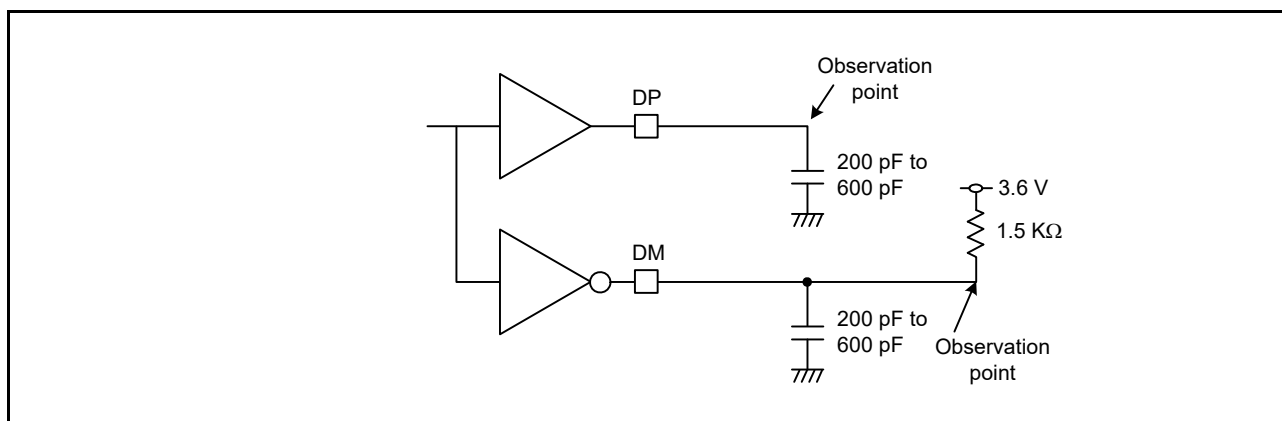 Observation
point
DP
200 pF to
600 pF
3.6 V
1.5 KΩ
DM
200 pF to
600 pF
Observation
point